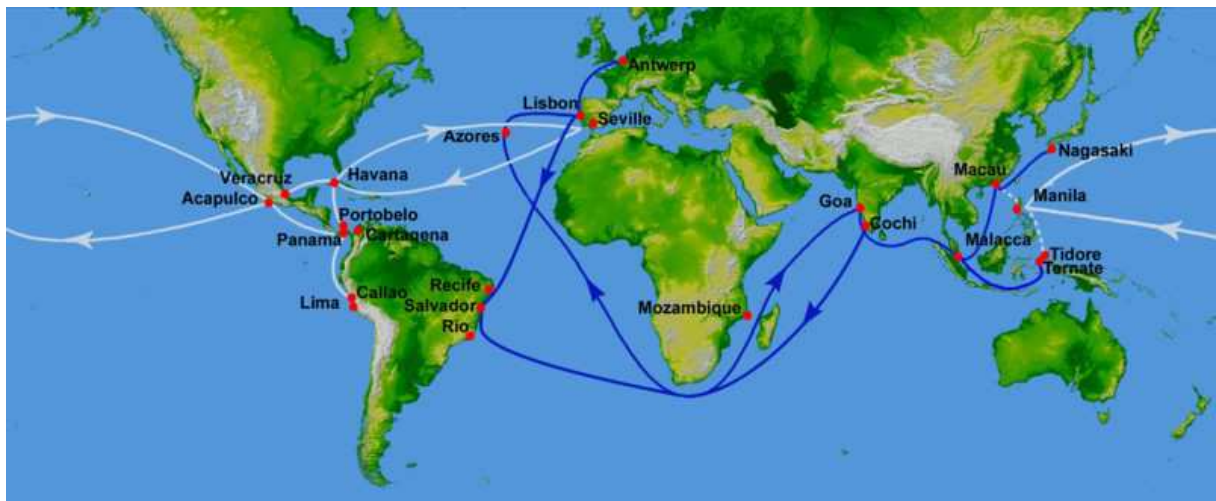 Antwerp
Lisbon
Seville
Azores
Nagasaki
Macau
Veracruz
Havana
Acapulco
Manila
Goa
Cochi
Portobelo
Panama
Cartagena
Malacca
Tidore
Ternate
Recife
Callao
Lima
Salvador
Mozambique
Rio